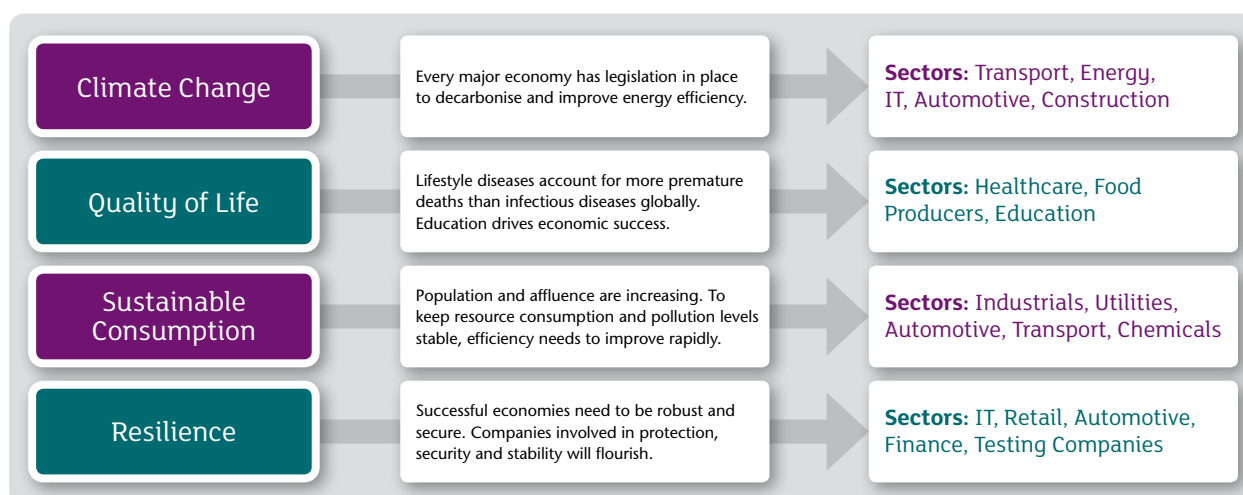 Climate Change
Every major economy has legislation in place
to decarbonise and improve energy efficiency.
Sectors: Transport, Energy,
IT, Automotive, Construction
Quality of Life
Lifestyle diseases account for more premature
deaths than infectious diseases globally.
Education drives economic success.
Sectors: Healthcare, Food
Producers, Education
Sustainable
Consumption
Population and affluence are increasing. To
keep resource consumption and pollution levels
stable, efficiency needs to improve rapidly.
Sectors: Industrials, Utilities,
Automotive, Transport, Chemicals
Resilience
Successful economies need to be robust and
secure. Companies involved in protection,
security and stability will flourish.
Sectors: IT, Retail, Automotive,
Finance, Testing Companies